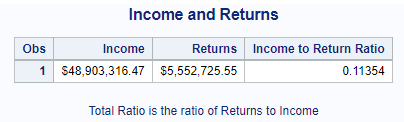 Income and Returns
Obs Income Returns Income to Return Ratio
1 $48,903,316.47 $5,552,725.55 0.11354
Total Ratio is the ratio of Returns to Income